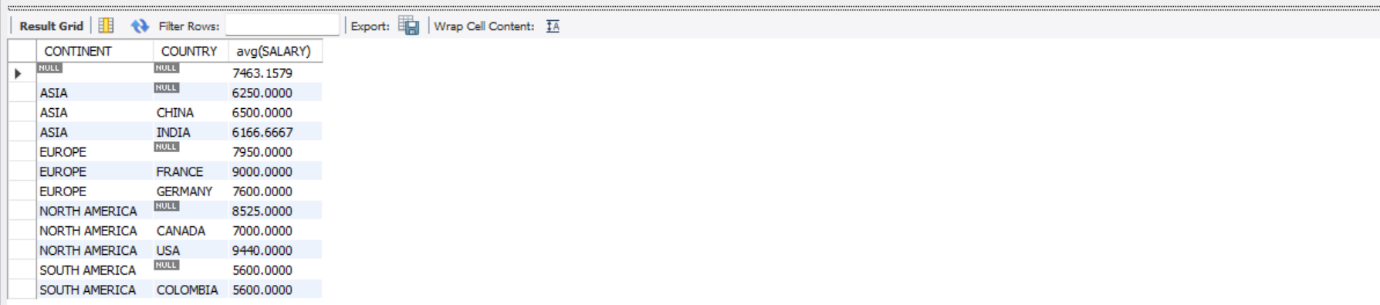 Result Grid Filter Rows: Export: Wrap Cell Content: IA
CONTINENT COUNTRY avg(SALARY)
NULL NULL 7463.1579
ASIA NULL 6250.0000
ASIA CHINA 6500.0000
ASIA INDIA 6166.6667
EUROPE NULL 7950.0000
EUROPE FRANCE 9000.0000
EUROPE GERMANY 7600.0000
NORTH AMERICA NULL 8525.0000
NORTH AMERICA CANADA 7000.0000
NORTH AMERICA USA 9440.0000
SOUTH AMERICA NULL 5600.0000
SOUTH AMERICA COLOMBIA 5600.0000